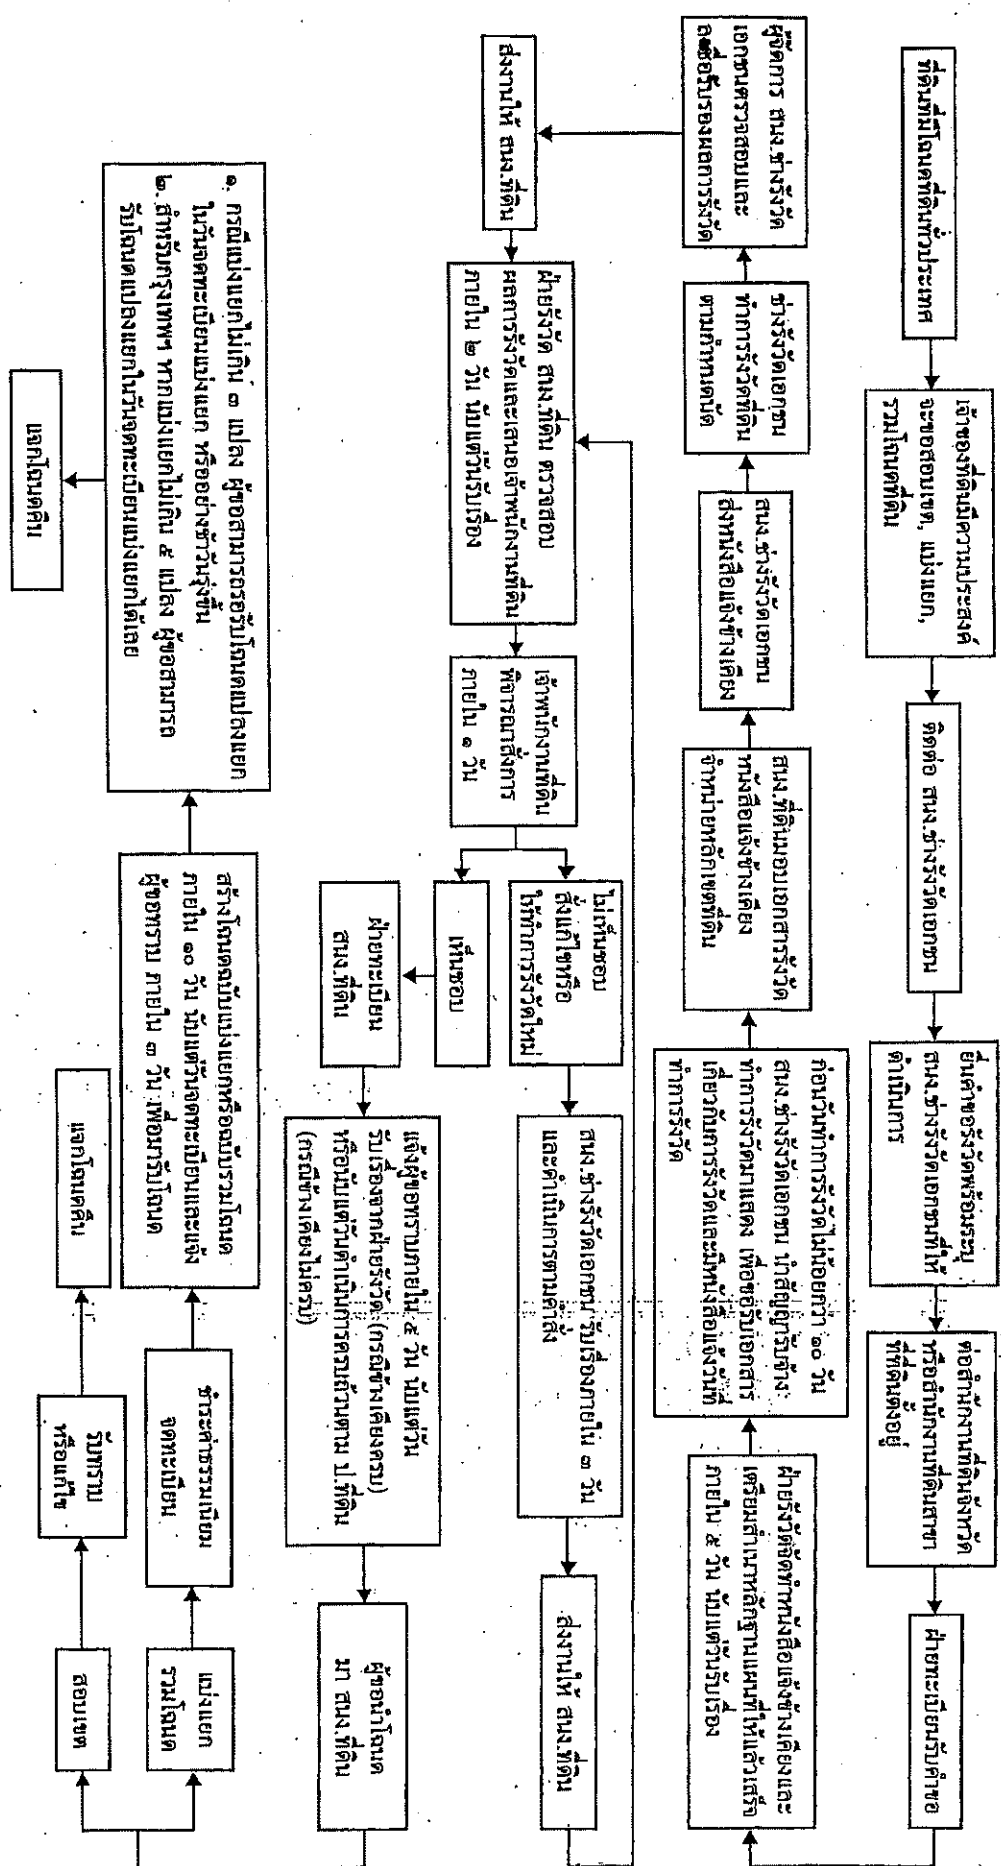 ที่ดินที่มีโฉนดที่ดินทั่วประเทศ
เจ้าของที่ดินมีความประสงค์
จะขอสอบเขต, แบ่งแยก,
รวมโฉนดที่ดิน
ติดต่อ สนง.ช่างรังวัดเอกชน
ยื่นคำขอรังวัดพร้อมระบุ
สนง.ช่างรังวัดเอกชนที่ให้
ดำเนินการ
ต่อสำนักงานที่ดินจังหวัด
หรือสำนักงานที่ดินสาขา
ที่ที่ดินตั้งอยู่
ฝ่ายทะเบียนรับคำขอ
ฝ่ายรังวัดจัดทำหนังสือแจ้งข้างเคียงและ
เตรียมสำเนาหลักฐานแผนที่ให้แล้วเสร็จ
ภายใน ๕ วัน นับแต่วันรับเรื่อง
ก่อนวันทำการรังวัดไม่น้อยกว่า ๑๐ วัน
สนง.ช่างรังวัดเอกชน นำสัญญารับจ้าง
ทำการรังวัดมาแสดง เพื่อขอรับเอกสาร
เกี่ยวกับการรังวัดและมีหนังสือแจ้งวันที่
ทำการรังวัด
สนง.ที่ดินมอบเอกสารรังวัด
หนังสือแจ้งข้างเคียง
จำหน่ายหลักเขตที่ดิน
สนง.ช่างรังวัดเอกชน
ส่งหนังสือแจ้งข้างเคียง
ช่างรังวัดเอกชน
ทำการรังวัดที่ดิน
ตามกำหนดนัด
ผู้จัดการ สนง.ช่างรังวัด
เอกชนตรวจสอบและ
ลงชื่อรับรองผลการรังวัด
ส่งงานให้ สนง.ที่ดิน
ฝ่ายรังวัด สนง.ที่ดิน ตรวจสอบ
ผลการรังวัดและเสนอเจ้าพนักงานที่ดิน
ภายใน ๒ วัน นับแต่วันรับเรื่อง
เจ้าพนักงานที่ดิน
พิจารณาสั่งการ
ภายใน ๑ วัน
ไม่เห็นชอบ
สั่งแก้ไขหรือ
ให้ทำการรังวัดใหม่
สนง.ช่างรังวัดเอกชน รับเรื่องภายใน ๓ วัน
และดำเนินการตามคำสั่ง
ส่งงานให้ สนง.ที่ดิน
เห็นชอบ
ฝ่ายทะเบียน
สนง.ที่ดิน
แจ้งผู้ขอทราบภายใน ๕ วัน นับแต่วัน
รับเรื่องจากฝ่ายรังวัด (กรณีข้างเคียงครบ)
หรือนับแต่วันดำเนินการครบถ้วนตาม ป.ที่ดิน
(กรณีข้างเคียงไม่ครบ)
ผู้ขอนำโฉนด
มา สนง.ที่ดิน
แบ่งแยก
รวมโฉนด
ชำระค่าธรรมเนียม
จดทะเบียน
สร้างโฉนดฉบับแบ่งแยกหรือฉบับรวมโฉนด
ภายใน ๑๐ วัน นับแต่วันจดทะเบียนและแจ้ง
ผู้ขอทราบ ภายใน ๓ วัน เพื่อมารับโฉนด
๑. กรณีแบ่งแยกไม่เกิน ๓ แปลง ผู้ขอสามารถรอรับโฉนดแปลงแยก
ในวันจดทะเบียนแบ่งแยก หรืออย่างช้าวันรุ่งขึ้น
๒. สำหรับกรุงเทพฯ หากแบ่งแยกไม่เกิน ๕ แปลง ผู้ขอสามารถ
รับโฉนดแปลงแยกในวันจดทะเบียนแบ่งแยกได้เลย
แจกโฉนดคืน
สอบเขต
รับทราบ
หรือแก้ไข
แจกโฉนดคืน